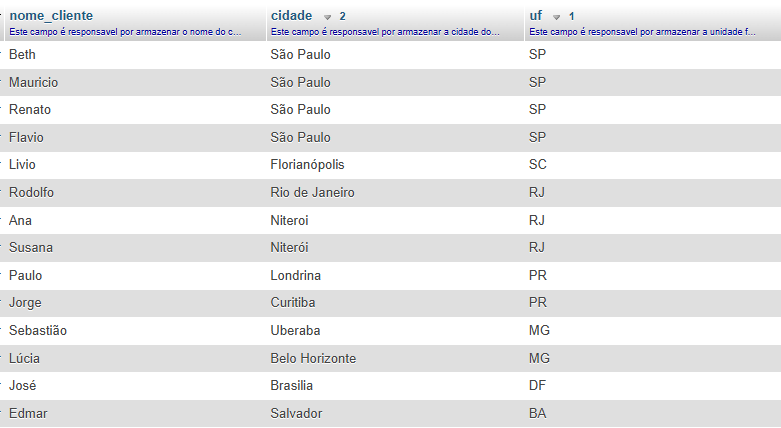 nome_cliente cidade 2 uf 1
Este campo é responsavel por armazenar o nome do c... Este campo é responsavel por armazenar a cidade do... Este campo é responsavel por armazenar a unidade f...
Beth São Paulo SP
Mauricio São Paulo SP
Renato São Paulo SP
Flavio São Paulo SP
Livio Florianópolis SC
Rodolfo Rio de Janeiro RJ
Ana Niteroi RJ
Susana Niterói RJ
Paulo Londrina PR
Jorge Curitiba PR
Sebastião Uberaba MG
Lúcia Belo Horizonte MG
José Brasilia DF
Edmar Salvador BA